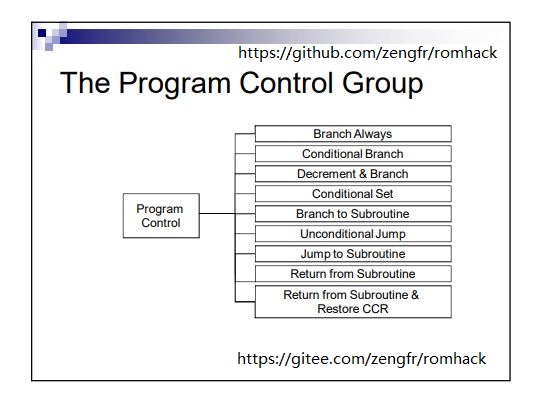 https://github.com/zengfr/romhack
The Program Control Group
Program
Control
Branch Always
Conditional Branch
Decrement & Branch
Conditional Set
Branch to Subroutine
Unconditional Jump
Jump to Subroutine
Return from Subroutine
Return from Subroutine &
Restore CCR
https://gitee.com/zengfr/romhack